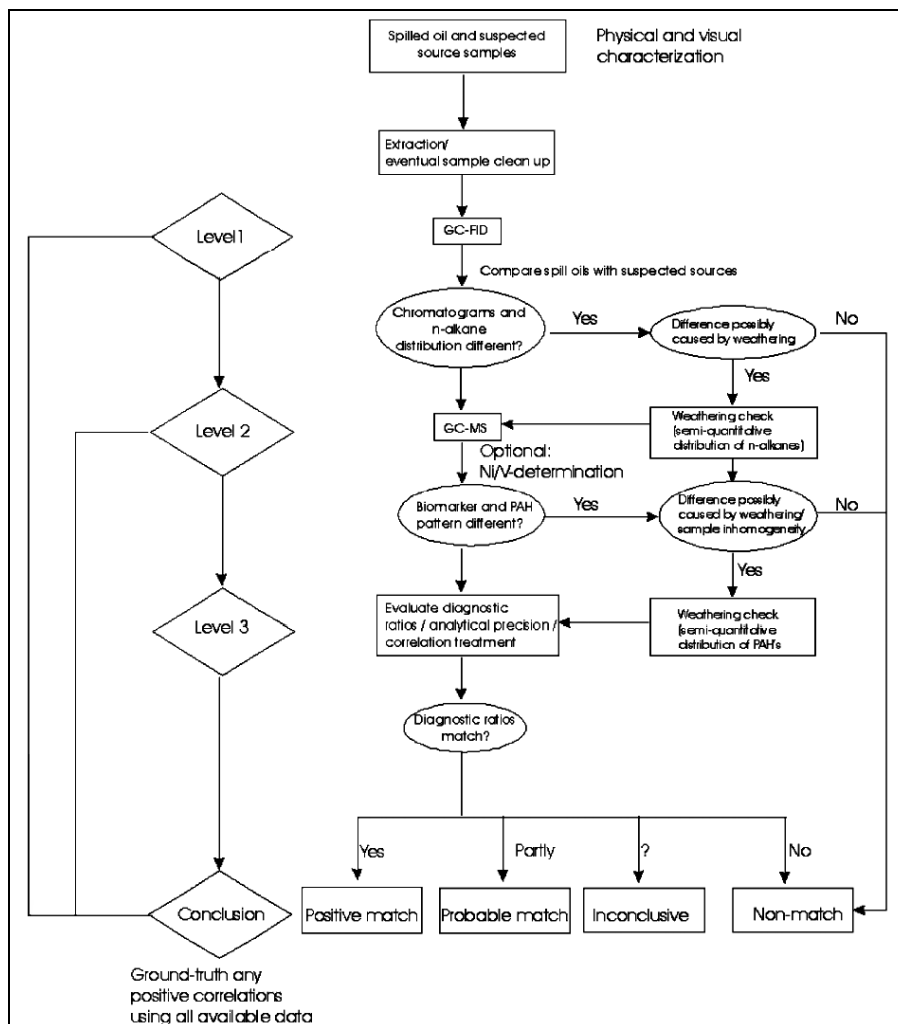 Spilled oil and suspected
source samples
Physical and visual
characterization
Extraction/
eventual sample clean up
GC-FID
Compare spill oils with suspected sources
Level 1
Chromatograms and
n-alkane
distribution different?
Yes
Difference possibly
caused by weathering
No
Yes
Level 2
GC-MS
Weathering check
(semi-quantitative
distribution of n-alkanes)
Optional:
Ni/V-determination
Biomarker and PAH
pattern different?
Yes
Difference possibly
caused by weathering/
sample inhomogeneity
No
Yes
Level 3
Evaluate diagnostic
ratios / analytical precision /
correlation treatment
Weathering check
(semi-quantitative
distribution of PAH's
Diagnostic ratios
match?
Yes
Partly
?
No
Conclusion
Positive match
Probable match
Inconclusive
Non-match
Ground-truth any
positive correlations
using all available data